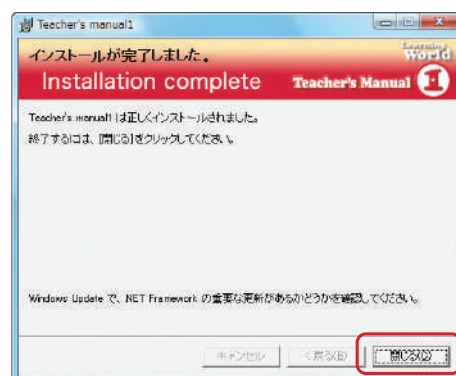 Teacher's manual1
インストールが完了しました。
Learning
World
Installation complete
Teacher's Manual 1
Teacher's manual1 は正しくインストールされました。
終了するには、[閉じる]をクリックしてください。
Windows Update で、.NET Framework の重要な更新があるかどうかを確認してください。
キャンセル
< 戻る(B)
閉じる(C)